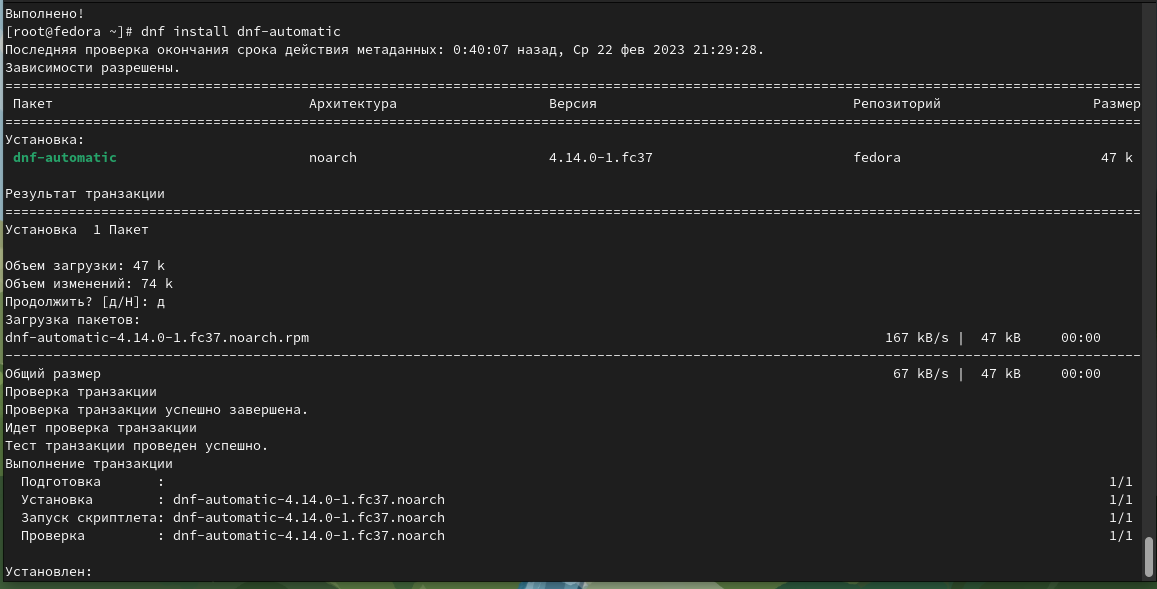 Выполнено!
[root@fedora ~]# dnf install dnf-automatic
Последняя проверка окончания срока действия метаданных: 0:40:07 назад, Ср 22 фев 2023 21:29:28.
Зависимости разрешены.
Пакет Архитектура Версия Репозиторий Размер
Установка:
dnf-automatic noarch 4.14.0-1.fc37 fedora 47 k
Результат транзакции
Установка 1 Пакет
Объем загрузки: 47 k
Объем изменений: 74 k
Продолжить? [д/Н]: д
Загрузка пакетов:
dnf-automatic-4.14.0-1.fc37.noarch.rpm 167 kB/s | 47 kB 00:00
Общий размер 67 kB/s | 47 kB 00:00
Проверка транзакции
Проверка транзакции успешно завершена.
Идет проверка транзакции
Тест транзакции проведен успешно.
Выполнение транзакции
Подготовка : 1/1
Установка : dnf-automatic-4.14.0-1.fc37.noarch 1/1
Запуск скриптлета: dnf-automatic-4.14.0-1.fc37.noarch 1/1
Проверка : dnf-automatic-4.14.0-1.fc37.noarch 1/1
Установлен: